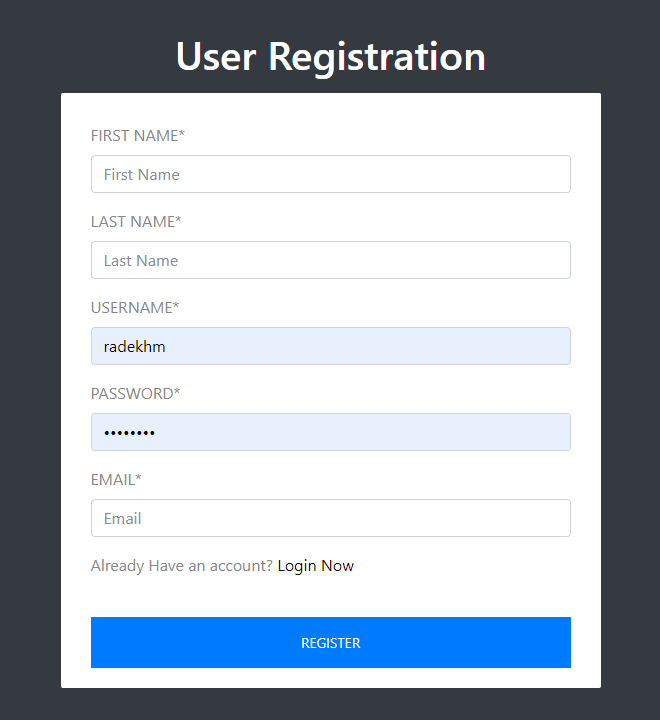 User Registration
FIRST NAME*
First Name
LAST NAME*
Last Name
USERNAME*
radekhm
PASSWORD*
••••••••
EMAIL*
Email
Already Have an account? Login Now
REGISTER